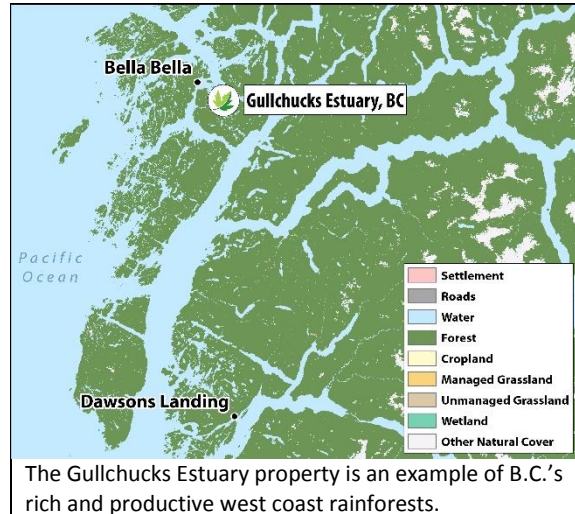 Bella Bella
Gullchucks Estuary, BC
Pacific
Ocean
Settlement
Roads
Water
Forest
Cropland
Managed Grassland
Unmanaged Grassland
Wetland
Other Natural Cover
Dawsons Landing
The Gullchucks Estuary property is an example of B.C.'s
rich and productive west coast rainforests.